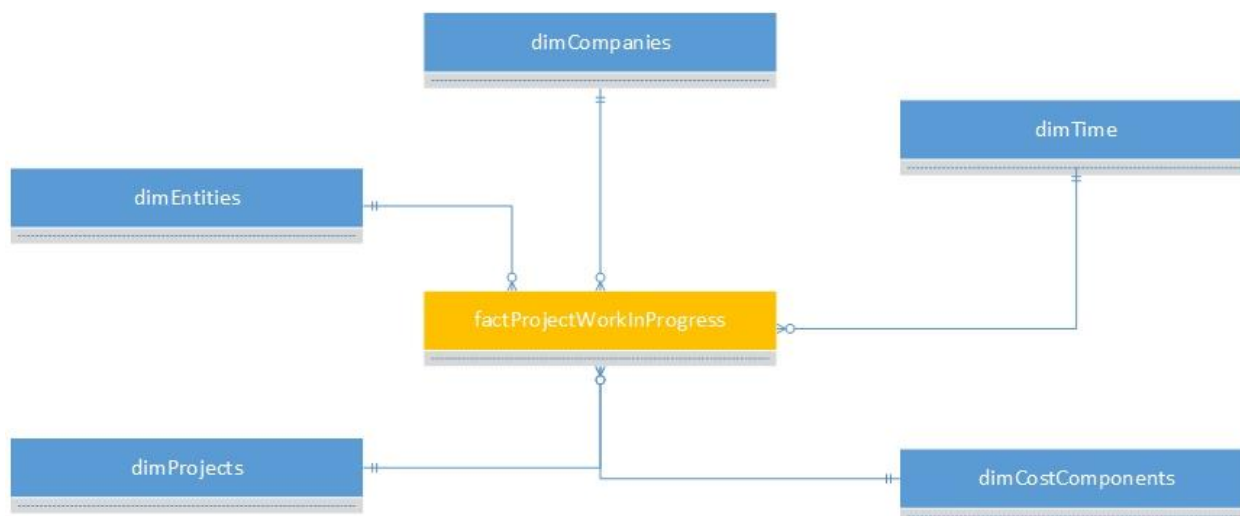 dimCompanies
dimTime
dimEntities
factProjectWorkInProgress
dimProjects
dimCostComponents